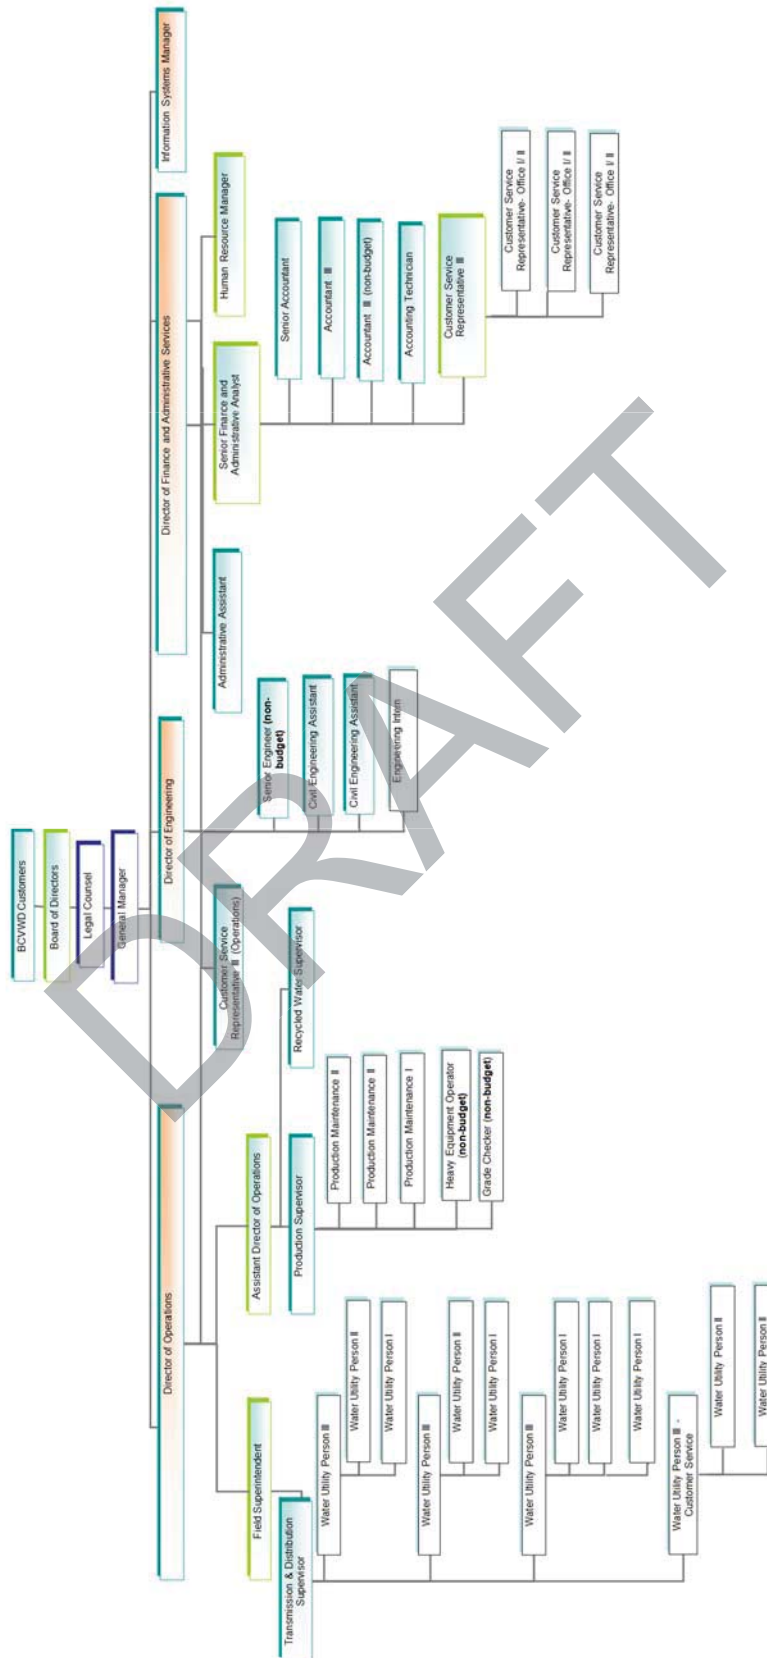 BCVWD Customers
Board of Directors
Legal Counsel
General Manager
Director of Operations
Director of Engineering
Director of Finance and Administrative Services
Information Systems Manager
Customer Service
Representative III (Operations)
Administrative Assistant
Senior Finance and
Administrative Analyst
Human Resource Manager
Field Superintendent
Assistant Director of Operations
Transmission & Distribution
Supervisor
Production Supervisor
Recycled Water Supervisor
Water Utility Person III
Water Utility Person II
Water Utility Person I
Water Utility Person III
Water Utility Person II
Water Utility Person I
Water Utility Person III
Water Utility Person I
Water Utility Person I
Water Utility Person I
Water Utility Person III -
Customer Service
Water Utility Person II
Water Utility Person II
Production Maintenance II
Production Maintenance II
Production Maintenance I
Heavy Equipment Operator
(non-budget)
Grade Checker (non-budget)
Senior Engineer (non-
budget)
Civil Engineering Assistant
Civil Engineering Assistant
Engineering Intern
Senior Accountant
Accountant III
Accountant III (non-budget)
Accounting Technician
Customer Service
Representative III
Customer Service
Representative- Office I/ II
Customer Service
Representative- Office I/ II
Customer Service
Representative- Office I/ II
DRAFT